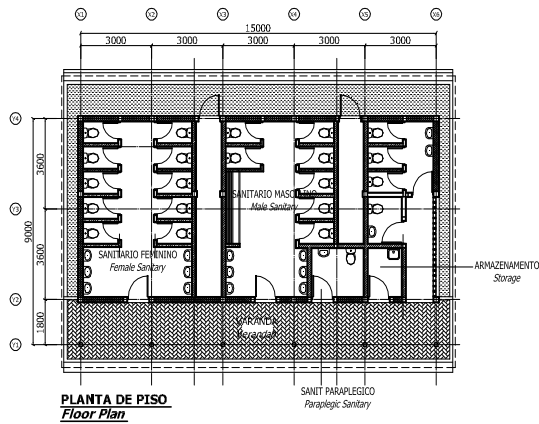 X1 X2 X3 X4 X5 X6
15000
3000 3000 3000 3000 3000
Y4
3600
SANITARIO MASCULINO
Male Sanitary
Y3
9000
3600
SANITARIO FEMININO
Female Sanitary
ARMAZENAMENTO
Storage
Y2
1800
VARANDA
Verandah
Y1
SANIT PARAPLEGICO
Paraplegic Sanitary
PLANTA DE PISO
Floor Plan